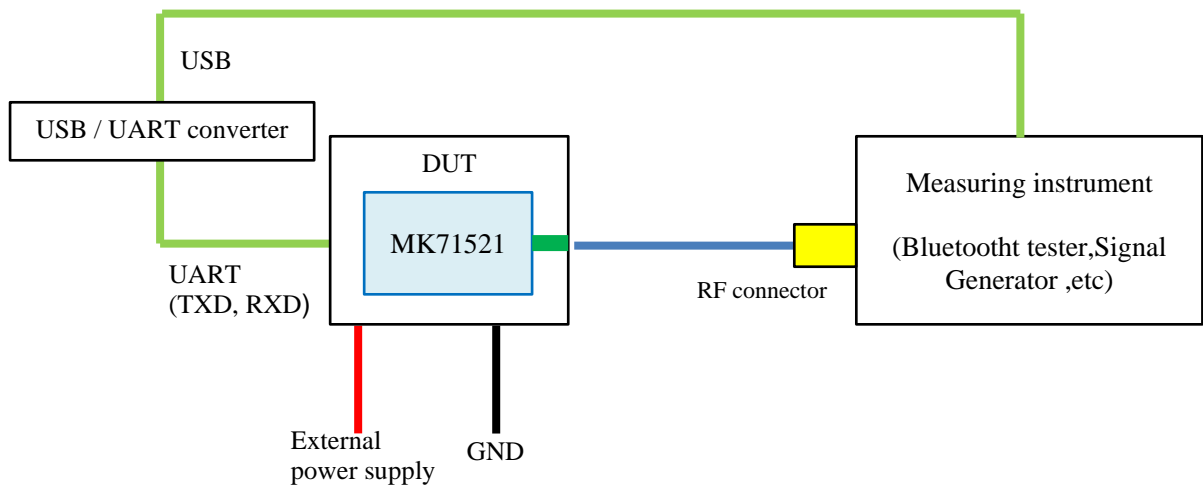 USB
USB / UART converter
DUT
MK71521
UART
(TXD, RXD)
External
power supply
GND
RF connector
Measuring instrument
(Bluetootht tester,Signal
Generator ,etc)